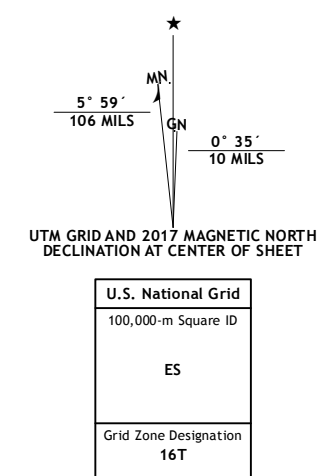 MN.
GN
5° 59´
106 MILS
0° 35´
10 MILS
UTM GRID AND 2017 MAGNETIC NORTH
DECLINATION AT CENTER OF SHEET
U.S. National Grid
100,000-m Square ID
ES
Grid Zone Designation
16T